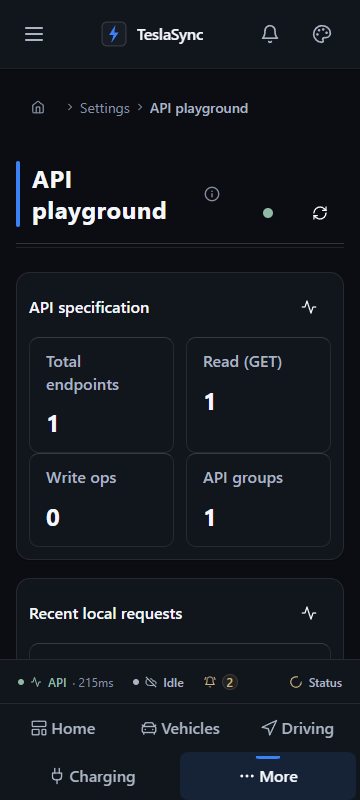 TeslaSync
Settings
API playground
API
playground
API specification
Total
endpoints
1
Read (GET)
1
Write ops
0
API groups
1
Recent local requests
API · 215ms
Idle
2
Status
Home
Vehicles
Driving
Charging
More